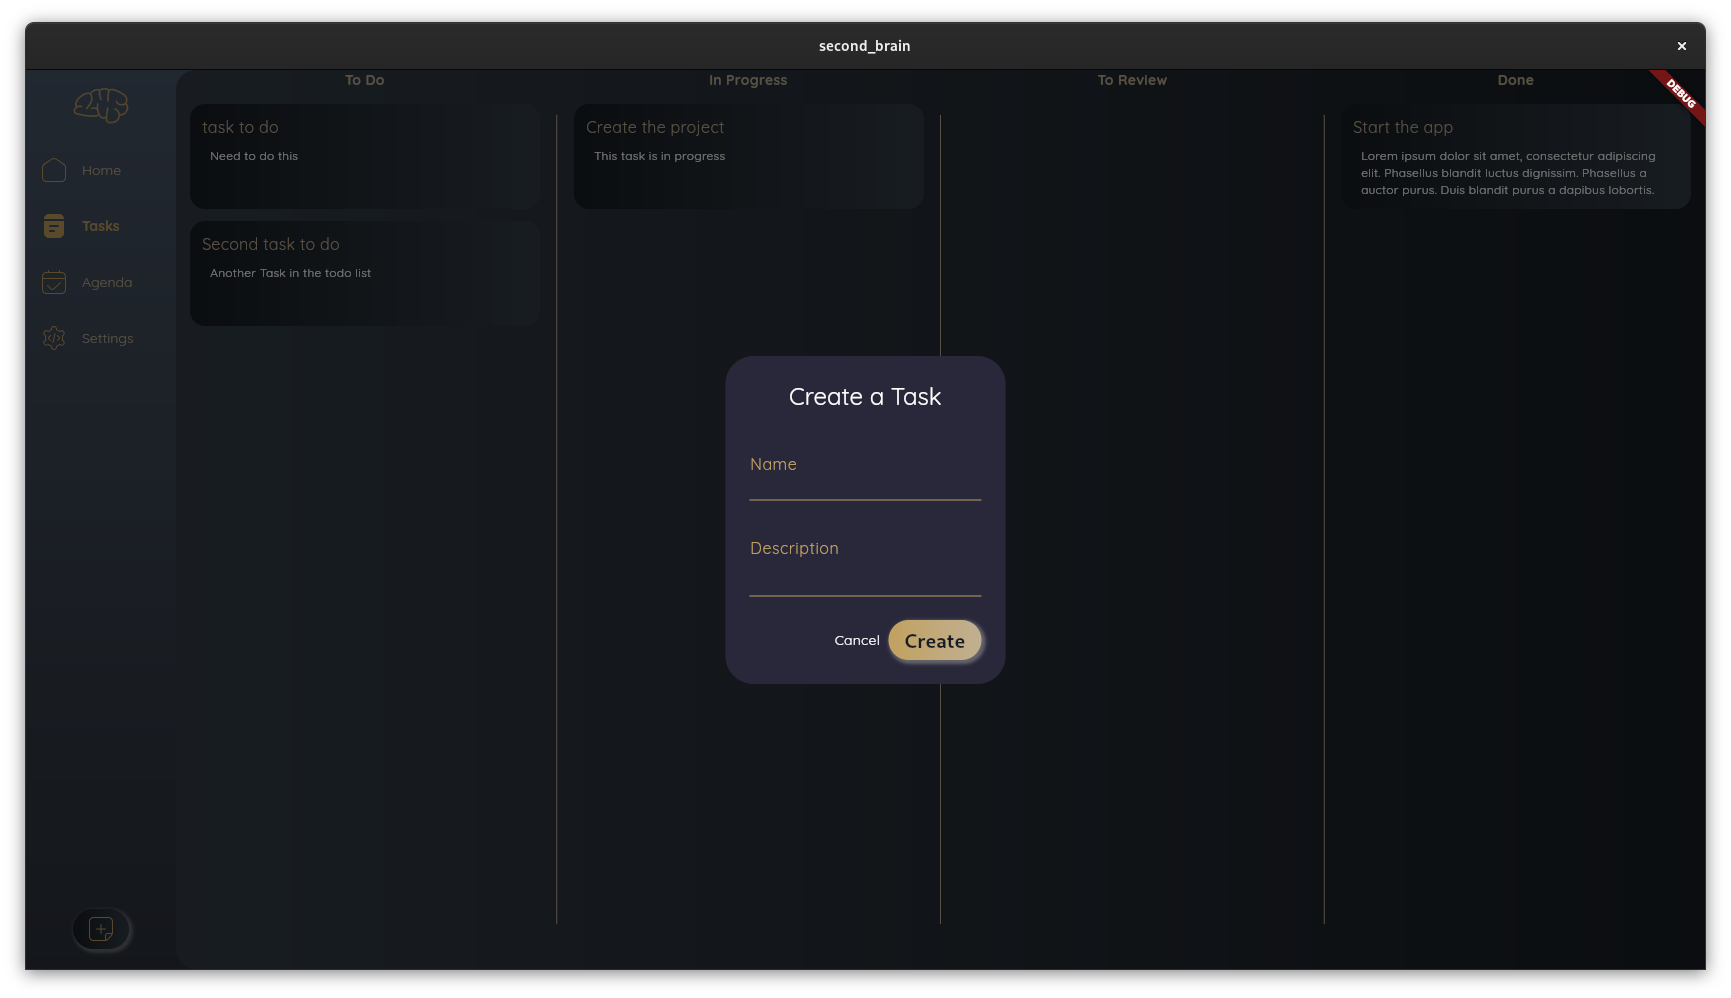 second_brain
DEBUG
Home
Tasks
Agenda
Settings
To Do
task to do
Need to do this
Second task to do
Another Task in the todo list
In Progress
Create the project
This task is in progress
To Review
Done
Start the app
Lorem ipsum dolor sit amet, consectetur adipiscing
elit. Phasellus blandit luctus dignissim. Phasellus a
auctor purus. Duis blandit purus a dapibus lobortis.
Create a Task
Name
Description
Cancel
Create